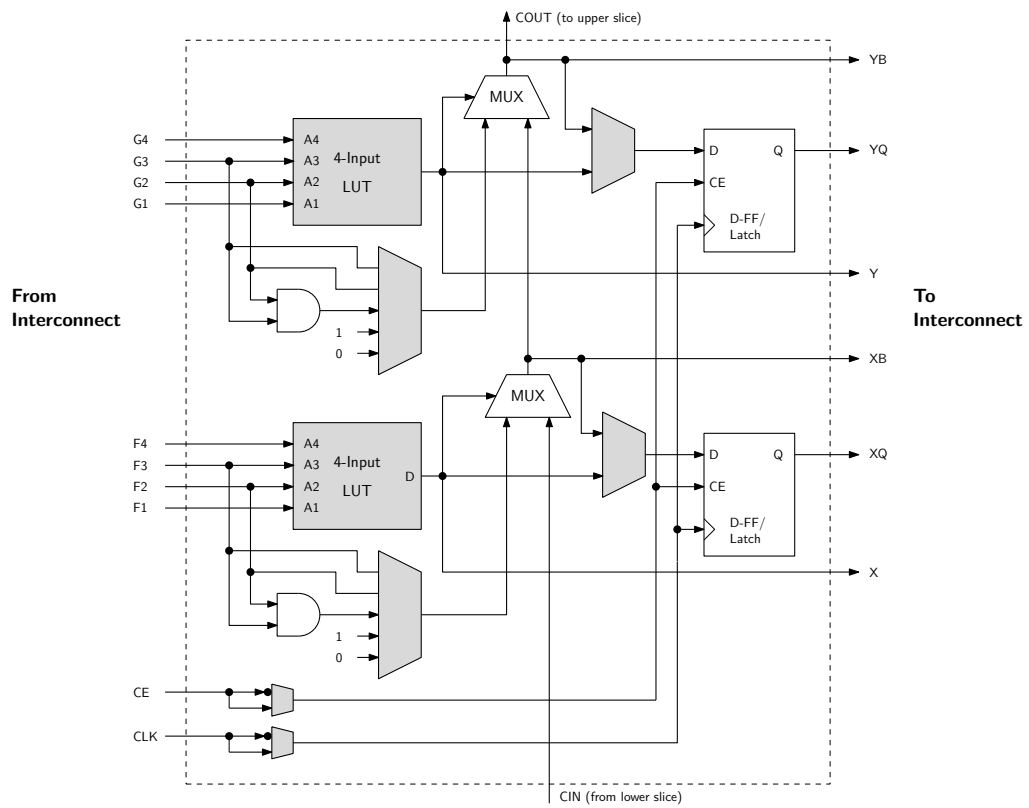 COUT (to upper slice)
YB
MUX
G4
G3
G2
G1
A4
A3
A2
A1
4-Input
LUT
D
Q
CE
D-FF/
Latch
YQ
Y
1
0
From
Interconnect
To
Interconnect
XB
MUX
F4
F3
F2
F1
A4
A3
A2
A1
4-Input
LUT
D
D
Q
CE
D-FF/
Latch
XQ
X
1
0
CE
CLK
CIN (from lower slice)